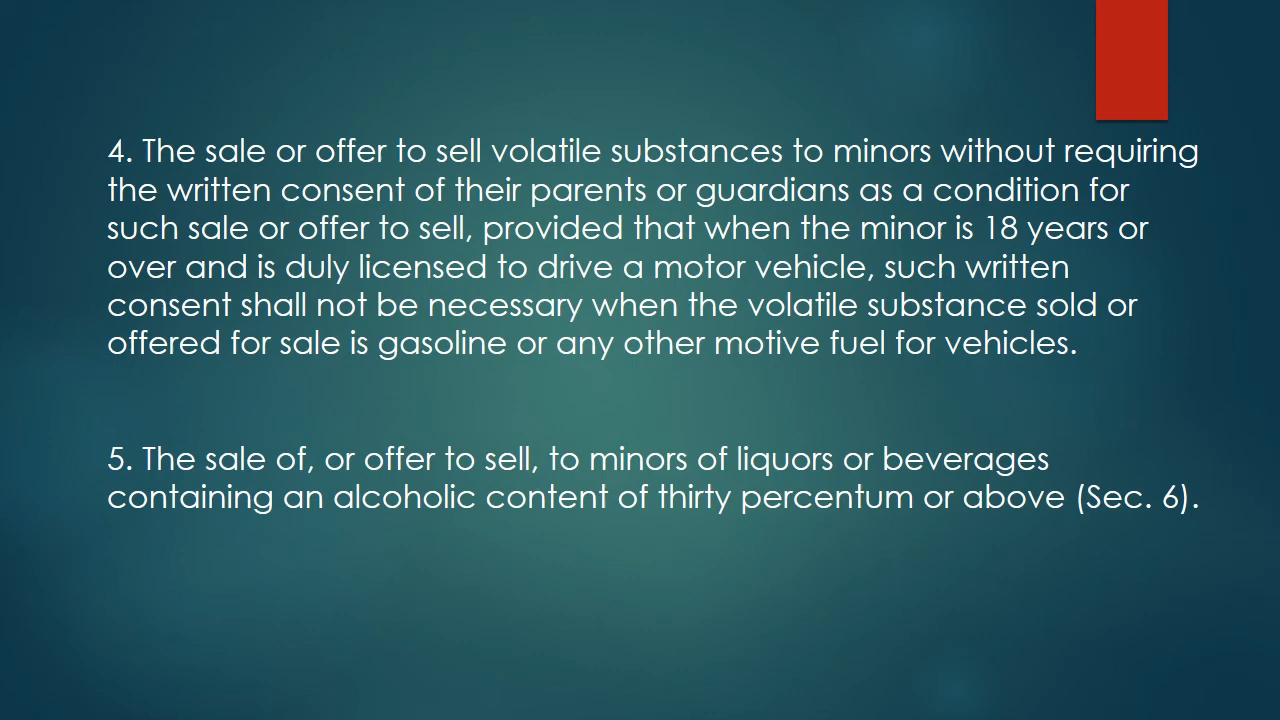 4. The sale or offer to sell volatile substances to minors without requiring
the written consent of their parents or guardians as a condition for
such sale or offer to sell, provided that when the minor is 18 years or
over and is duly licensed to drive a motor vehicle, such written
consent shall not be necessary when the volatile substance sold or
offered for sale is gasoline or any other motive fuel for vehicles.
5. The sale of, or offer to sell, to minors of liquors or beverages
containing an alcoholic content of thirty percentum or above (Sec. 6).